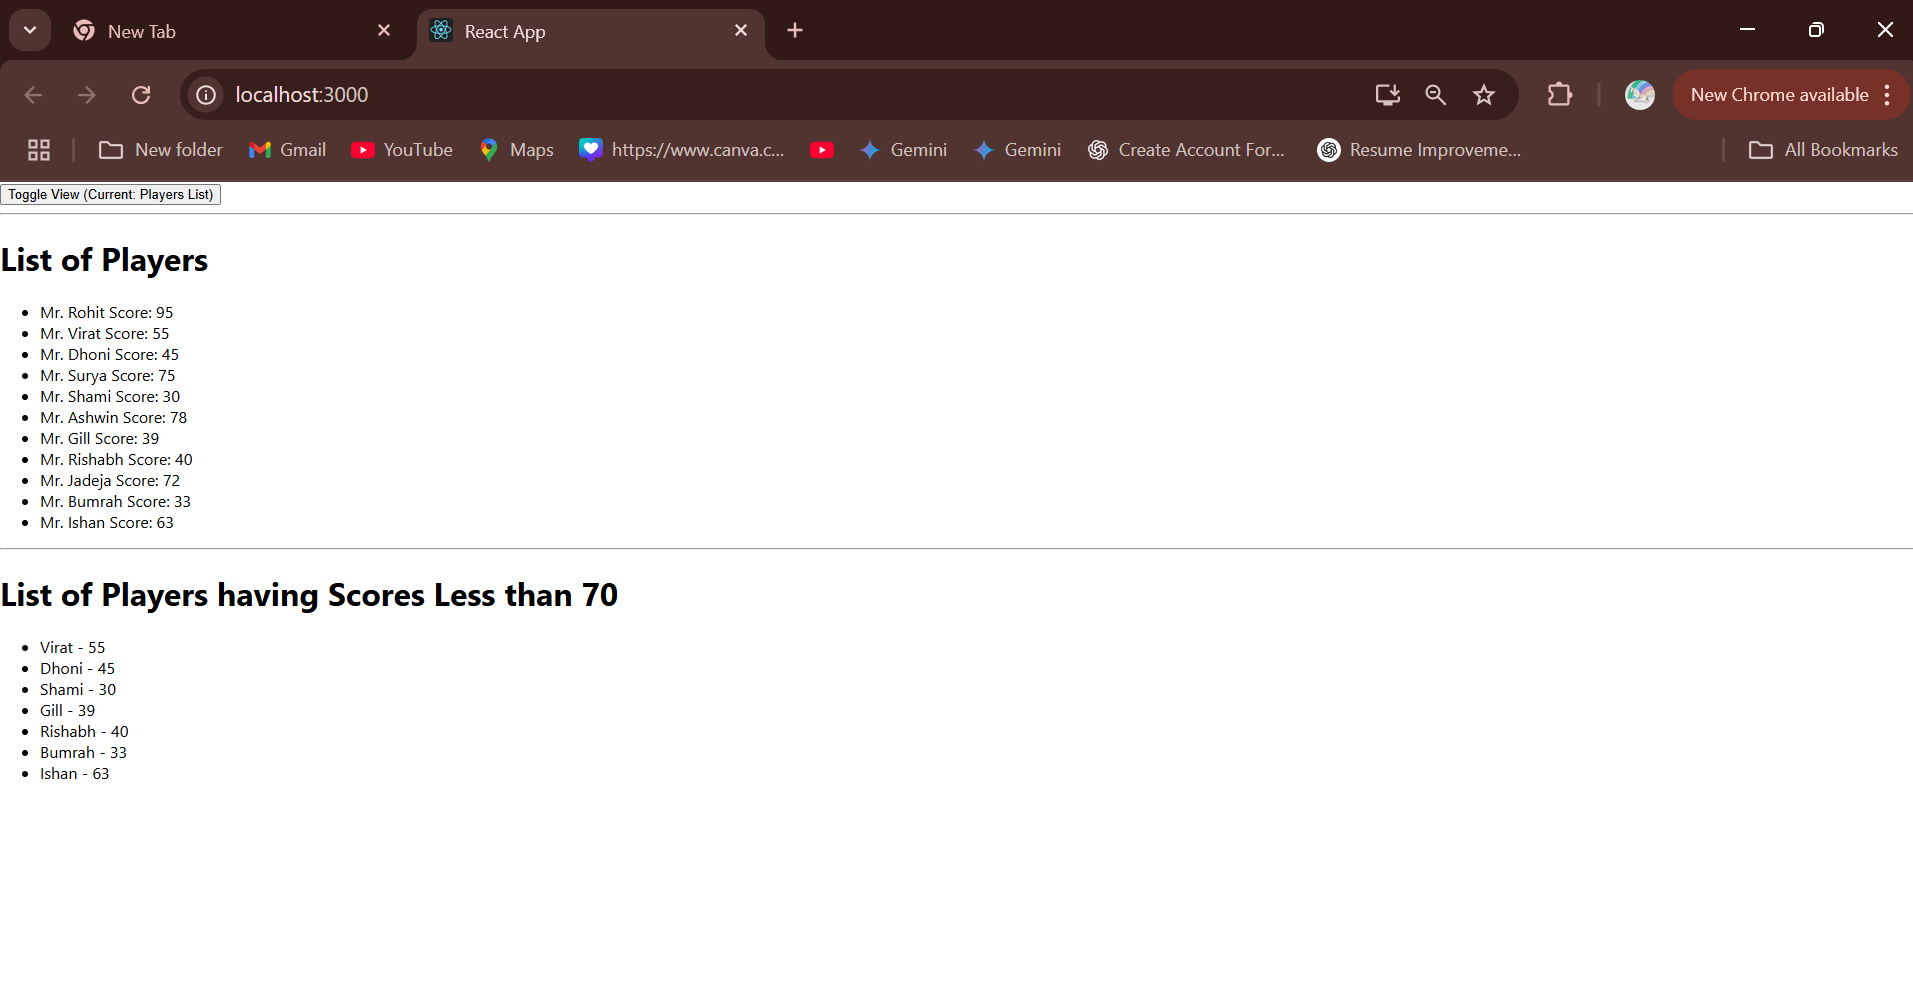 New Tab
React App
localhost:3000
New Chrome available
New folder
Gmail
YouTube
Maps
https://www.canva.c...
Gemini
Gemini
Create Account For...
Resume Improveme...
All Bookmarks
Toggle View (Current: Players List)
List of Players
Mr. Rohit Score: 95
Mr. Virat Score: 55
Mr. Dhoni Score: 45
Mr. Surya Score: 75
Mr. Shami Score: 30
Mr. Ashwin Score: 78
Mr. Gill Score: 39
Mr. Rishabh Score: 40
Mr. Jadeja Score: 72
Mr. Bumrah Score: 33
Mr. Ishan Score: 63
List of Players having Scores Less than 70
Virat - 55
Dhoni - 45
Shami - 30
Gill - 39
Rishabh - 40
Bumrah - 33
Ishan - 63